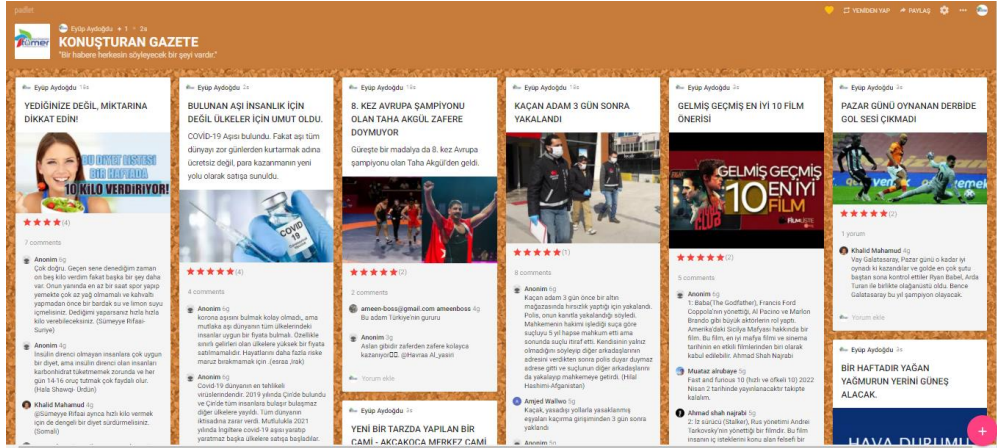 padlet
YENİDEN YAP
PAYLAŞ
Eyüp Aydoğdu + 1 • 2a
KONUŞTURAN GAZETE
"Bir habere herkesin söyleyecek bir şeyi vardır."
tömer
Eyüp Aydoğdu
YEDİĞİNİZE DEĞİL, MİKTARINA
DİKKAT EDİN!
BU DİYET LİSTESİ
BİR HAFTADA
10 KİLO VERDİRİYOR!
(4)
7 comments
Anonim 6g
Çok doğru. Geçen sene denediğim zaman
on beş kilo verdim fakat başka bir şey daha
var. Onun yanında en az bir saat spor yapıp
yemekte çok az yağ olmamalı ve kahvaltı
yapmadan önce bir bardak su ve limon suyu
içmelisiniz. Dediğimi yaparsanız hızla hızla
kilo verebileceksiniz. (Sümeyye Rifasi-
Suriye)
Anonim 4g
İnsülin direnci olmayan insanlara çok uygun
bir diyet, ama insülin direnci olan insanları
karbonhidrat tüketmemek zorunda ve her
gün 14-16 oruç tutmak çok faydalı olur.
(Hala Shawqi- Ürdün)
Khalid Mahamud 4g
@Sümeyye Rifaai ayrıca hızlı kilo vermek
için de dengeli bir diyet sürdürmelisiniz.
(Somali)
Eyüp Aydoğdu
BULUNAN AŞI İNSANLIK İÇİN
DEĞİL ÜLKELER İÇİN UMUT OLDU.
COVİD-19 Aşısı bulundu. Fakat aşı tüm
dünyayı zor günlerden kurtarmak adına
ücretsiz değil, para kazanmanın yeni
yolu olarak satışa sunuldu.
COVID
19
(4)
4 comments
Anonim 6g
korona aşısını bulmak kolay olmadı,, ama
mutlaka aşı dünyanın tüm ülkelerindeki
insanlar uygun bir fiyata bulmalı. Özellikle
sınırlı gelirleri olan ülkelere yüksek bir fiyata
satılmamalıdır. Hayatlarını daha fazla riske
maruz bırakmamak için . (esraa ,Irak)
Anonim 6g
Covid-19 dünyanın en tehlikeli
virüslerindendir. 2019 yılında Çin'de bulundu
ve Çin'de tüm insanlara bulaşır bulaşmaz
diğer ülkelere yayıldı. Tüm dünyanın
iktisadına zarar verdi. Mutlulukla 2021
yılında İngiltere covid-19 aşısı yaratıp
yaratmaz başka ülkelere satışa başladılar.
Eyüp Aydoğdu
8. KEZ AVRUPA ŞAMPİYONU
OLAN TAHA AKGÜL ZAFERE
DOYMUYOR
Güreşte bir madalya da 8. kez Avrupa
şampiyonu olan Taha Akgül'den geldi.
(2)
2 comments
ameen-boss@gmail.com ameenboss 4g
Bu adam Türkiye'nin gururu
Anonim 3g
Aslan gibidir zaferden zafere kolayca
kazanıyor. @Havraa Al_yasiri
Yorum ekle
Eyüp Aydoğdu 3s
YENİ BİR TARZDA YAPILAN BİR
CAMİ - AKÇAKOCA MERKEZ CAMİ
Eyüp Aydoğdu
KAÇAN ADAM 3 GÜN SONRA
YAKALANDI
(1)
8 comments
Anonim 6g
Kaçan adam 3 gün önce bir altın
mağazasında hırsızlık yaptığı için yakalandı.
Polis, onun kanıtla yakalandığı söyledi.
Mahkemenin hakimi işlediği suça göre
suçluyu 5 yıl hapse mahkum etti ama
sonunda suçlu itiraf etti. Kendisinin yalnız
olmadığını söyleyip diğer arkadaşlarının
adresini verdikten sonra polis duyar duymaz
adrese gitti ve suçlunun diğer arkadaşlarını
da yakalayıp mahkemeye getirdi. (Hilal
Hashimi-Afganistan)
Amjed Wallwo 5g
Kaçak, yasadışı yollarla yasaklanmış
eşyaları kaçırma girişiminden 3 gün sonra
yakalandı
Anonim 5g
Eyüp Aydoğdu 3s
GELMİŞ GEÇMİŞ EN İYİ 10 FİLM
ÖNERİSİ
GELMİŞ GEÇMİŞ
10 EN İYİ
FİLM
FİLMLİSTE
(2)
5 comments
Anonim 6g
1: Baba(The Godfather), Francis Ford
Coppola'nın yönettiği, Al Pacino ve Marlon
Brando gibi büyük aktörlerin rol yaptı.
Amerika'daki Sicilya Mafyası hakkında bir
film. Bu film, en iyi mafya filmi ve sinema
tarihinin en etkili filmlerinden biri olarak
kabul edilebilir. Ahmad Shah Najrabi
Muataz alrubaye 5g
Fast and furious 10 (hızlı ve öfkeli 10) 2022
Nisan 2 tarihinde yayınlanacaktır takipte
kalalım.
Ahmad shah najrabi 5g
2: İz sürücü (Stalker), Rus yönetmni Andrei
Tarkovsky'nin yönettiği bir filmdir. Bu film
insanın iç isteklerini konu alan felsefi bir
Eyüp Aydoğdu 3s
PAZAR GÜNÜ OYNANAN DERBİDE
GOL SESİ ÇIKMADI
(2)
1 yorum
Khalid Mahamud 4g
Vay Galatasaray, Pazar günü o kadar iyi
oynadı ki kazandılar ve golde en çok şutu
baştan sona kontrol ettiler Ryan Babel, Arda
Turan ile birlikte olağanüstü oldu. Bence
Galatasaray bu yıl şampiyon olayacak.
Yorum ekle
Eyüp Aydoğdu 3s
BİR HAFTADIR YAĞAN
YAĞMURUN YERİNİ GÜNEŞ
ALACAK.
HAVA DURUMU